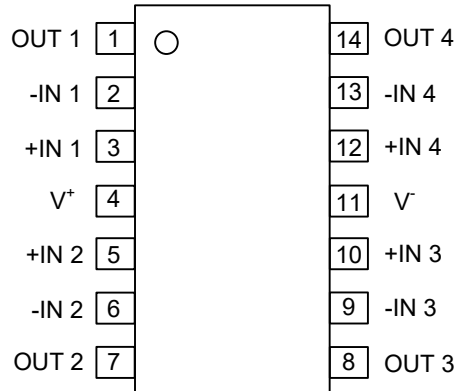 OUT 1 1 14 OUT 4
-IN 1 2 13 -IN 4
+IN 1 3 12 +IN 4
V⁺ 4 11 V⁻
+IN 2 5 10 +IN 3
-IN 2 6 9 -IN 3
OUT 2 7 8 OUT 3